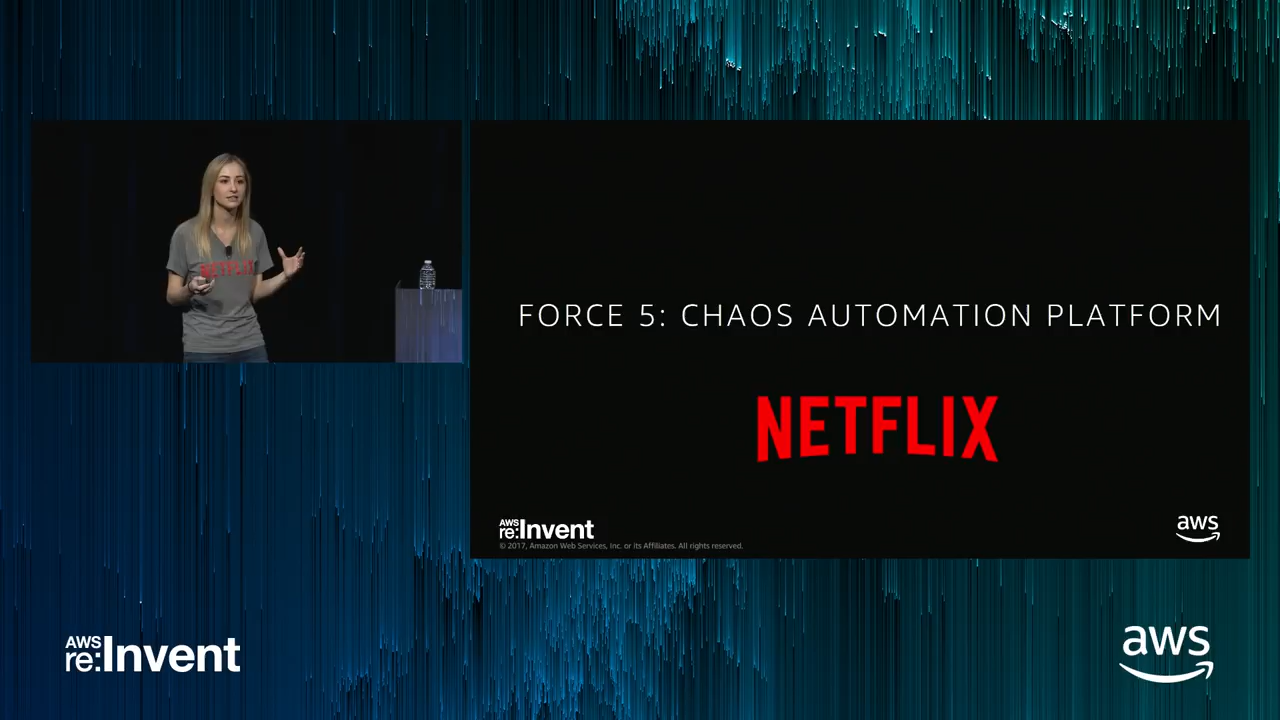 NETFLIX
FORCE 5: CHAOS AUTOMATION PLATFORM
NETFLIX
AWS
re:Invent
© 2017, Amazon Web Services, Inc. or its Affiliates. All rights reserved.
aws
AWS
re:Invent
aws